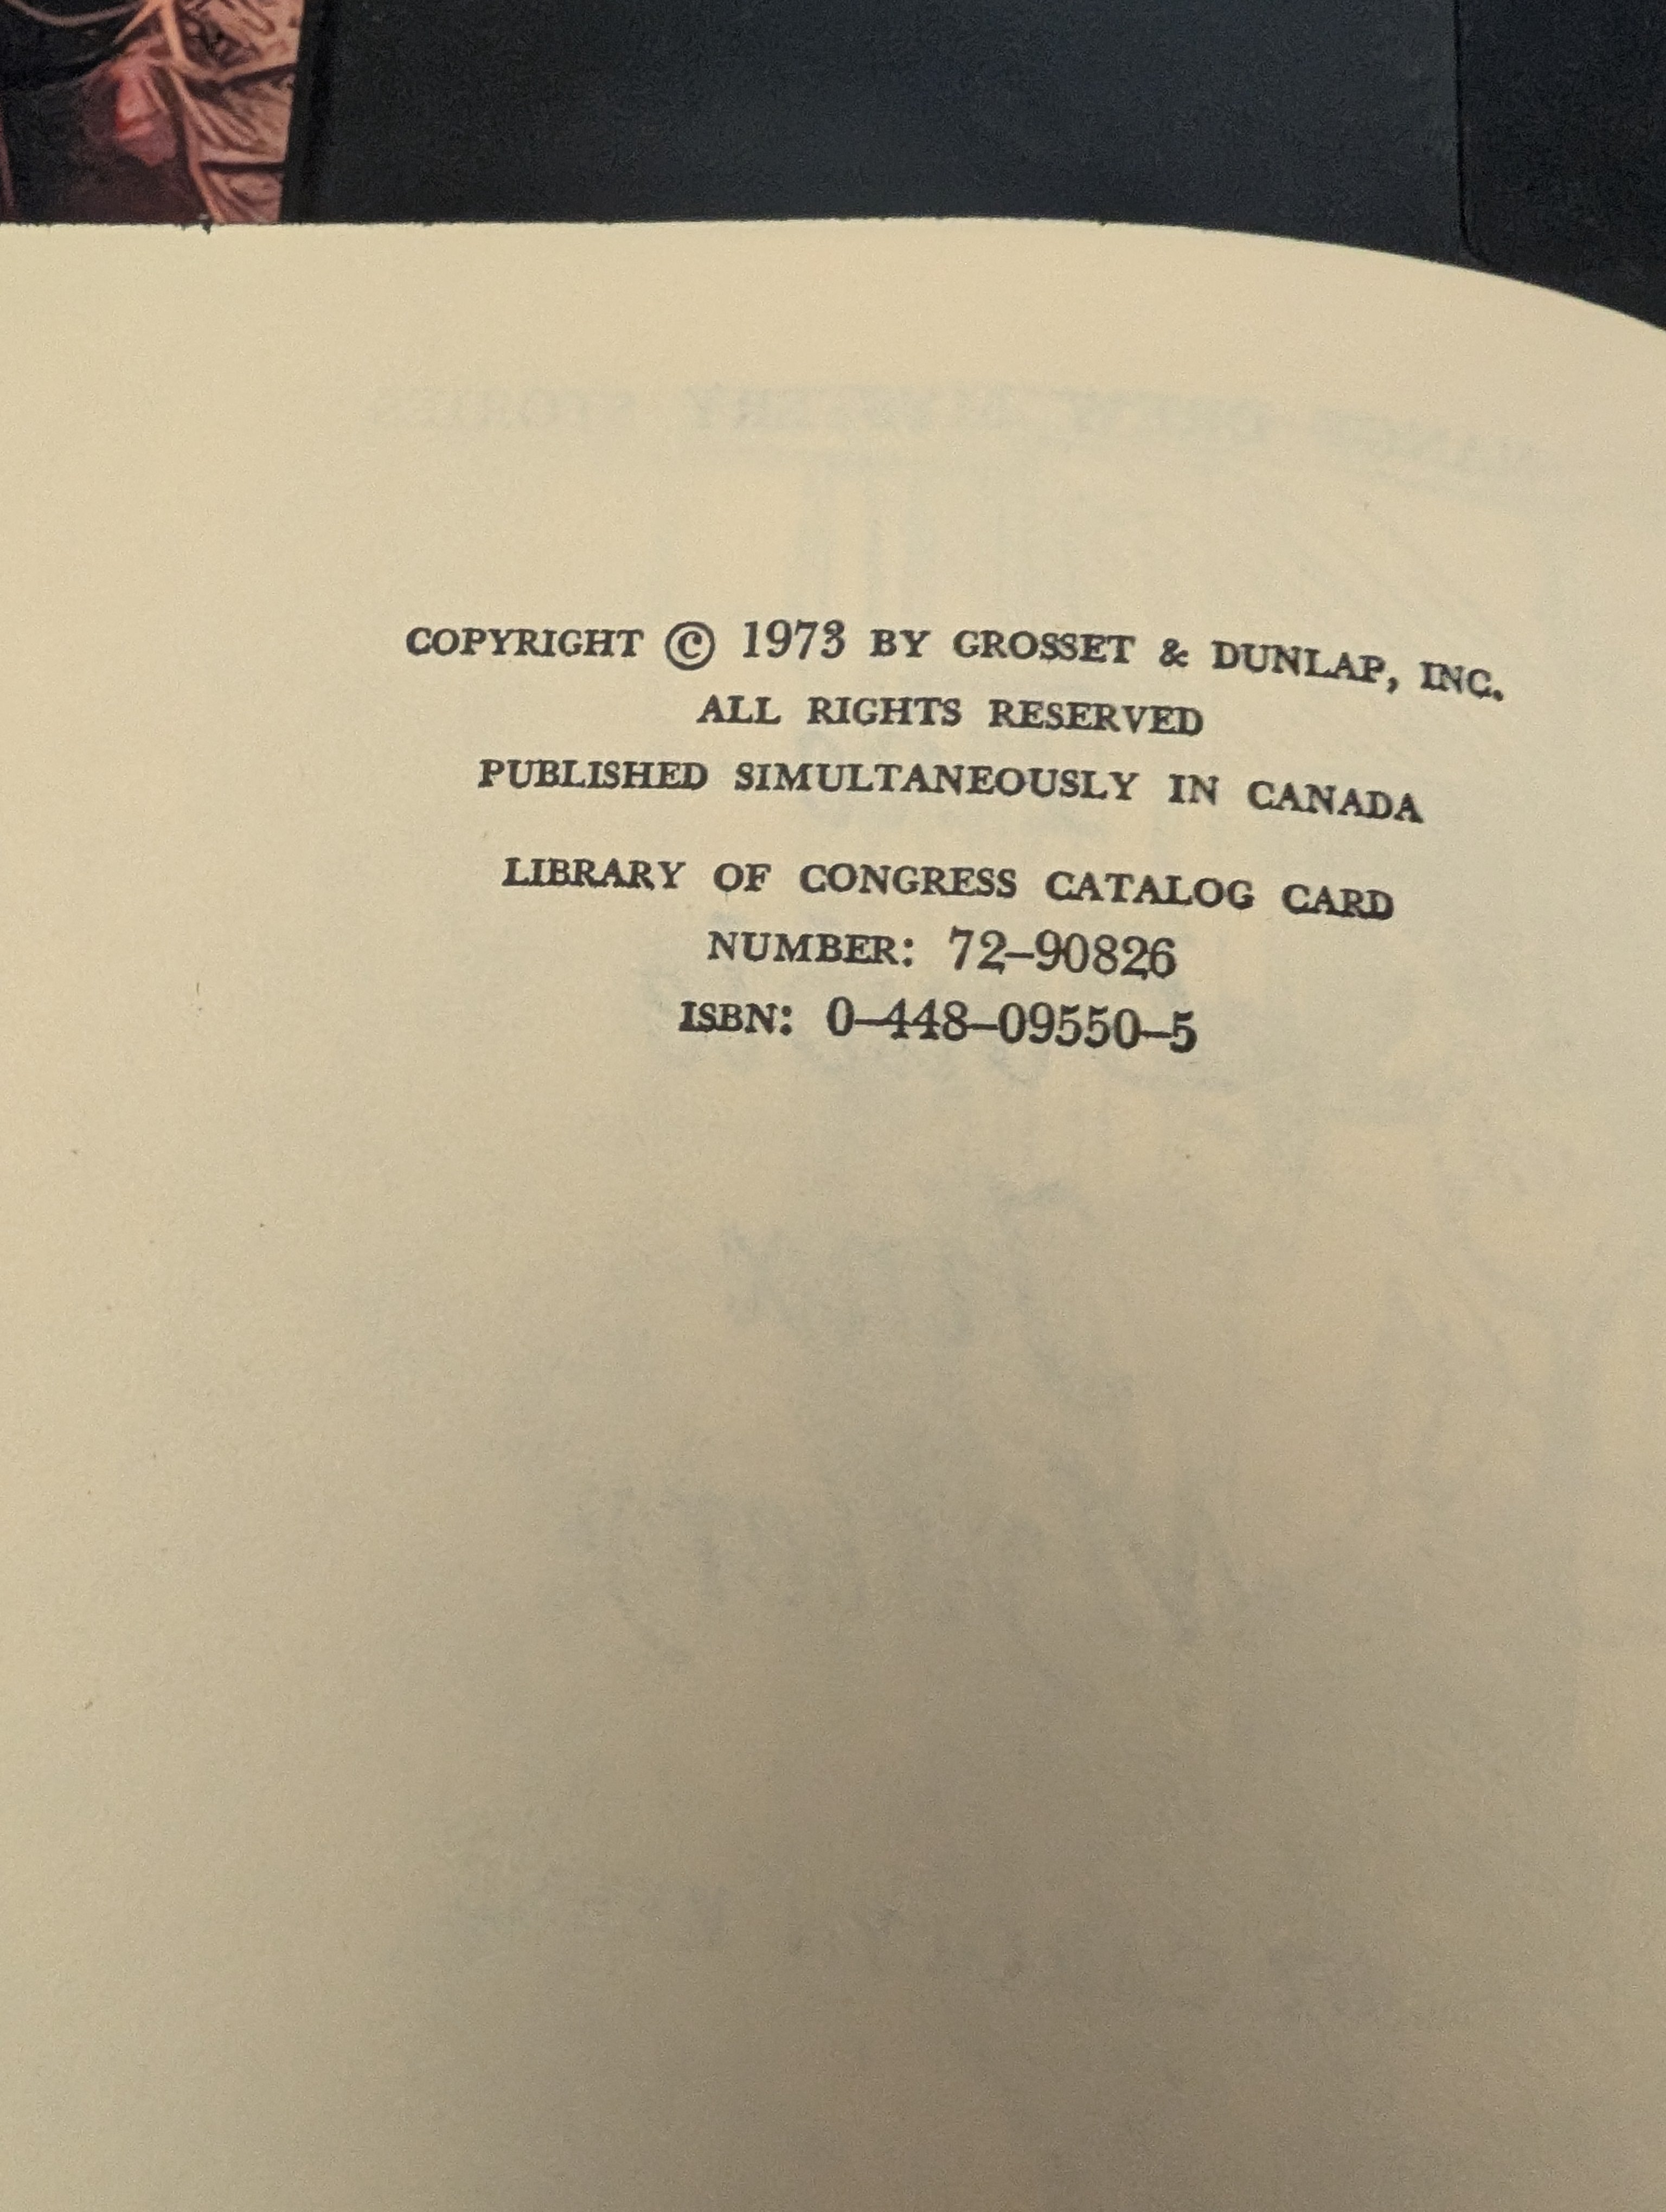 COPYRIGHT © 1973 BY GROSSET & DUNLAP, INC.
ALL RIGHTS RESERVED
PUBLISHED SIMULTANEOUSLY IN CANADA
LIBRARY OF CONGRESS CATALOG CARD
NUMBER: 72–90826
ISBN: 0–448–09550–5